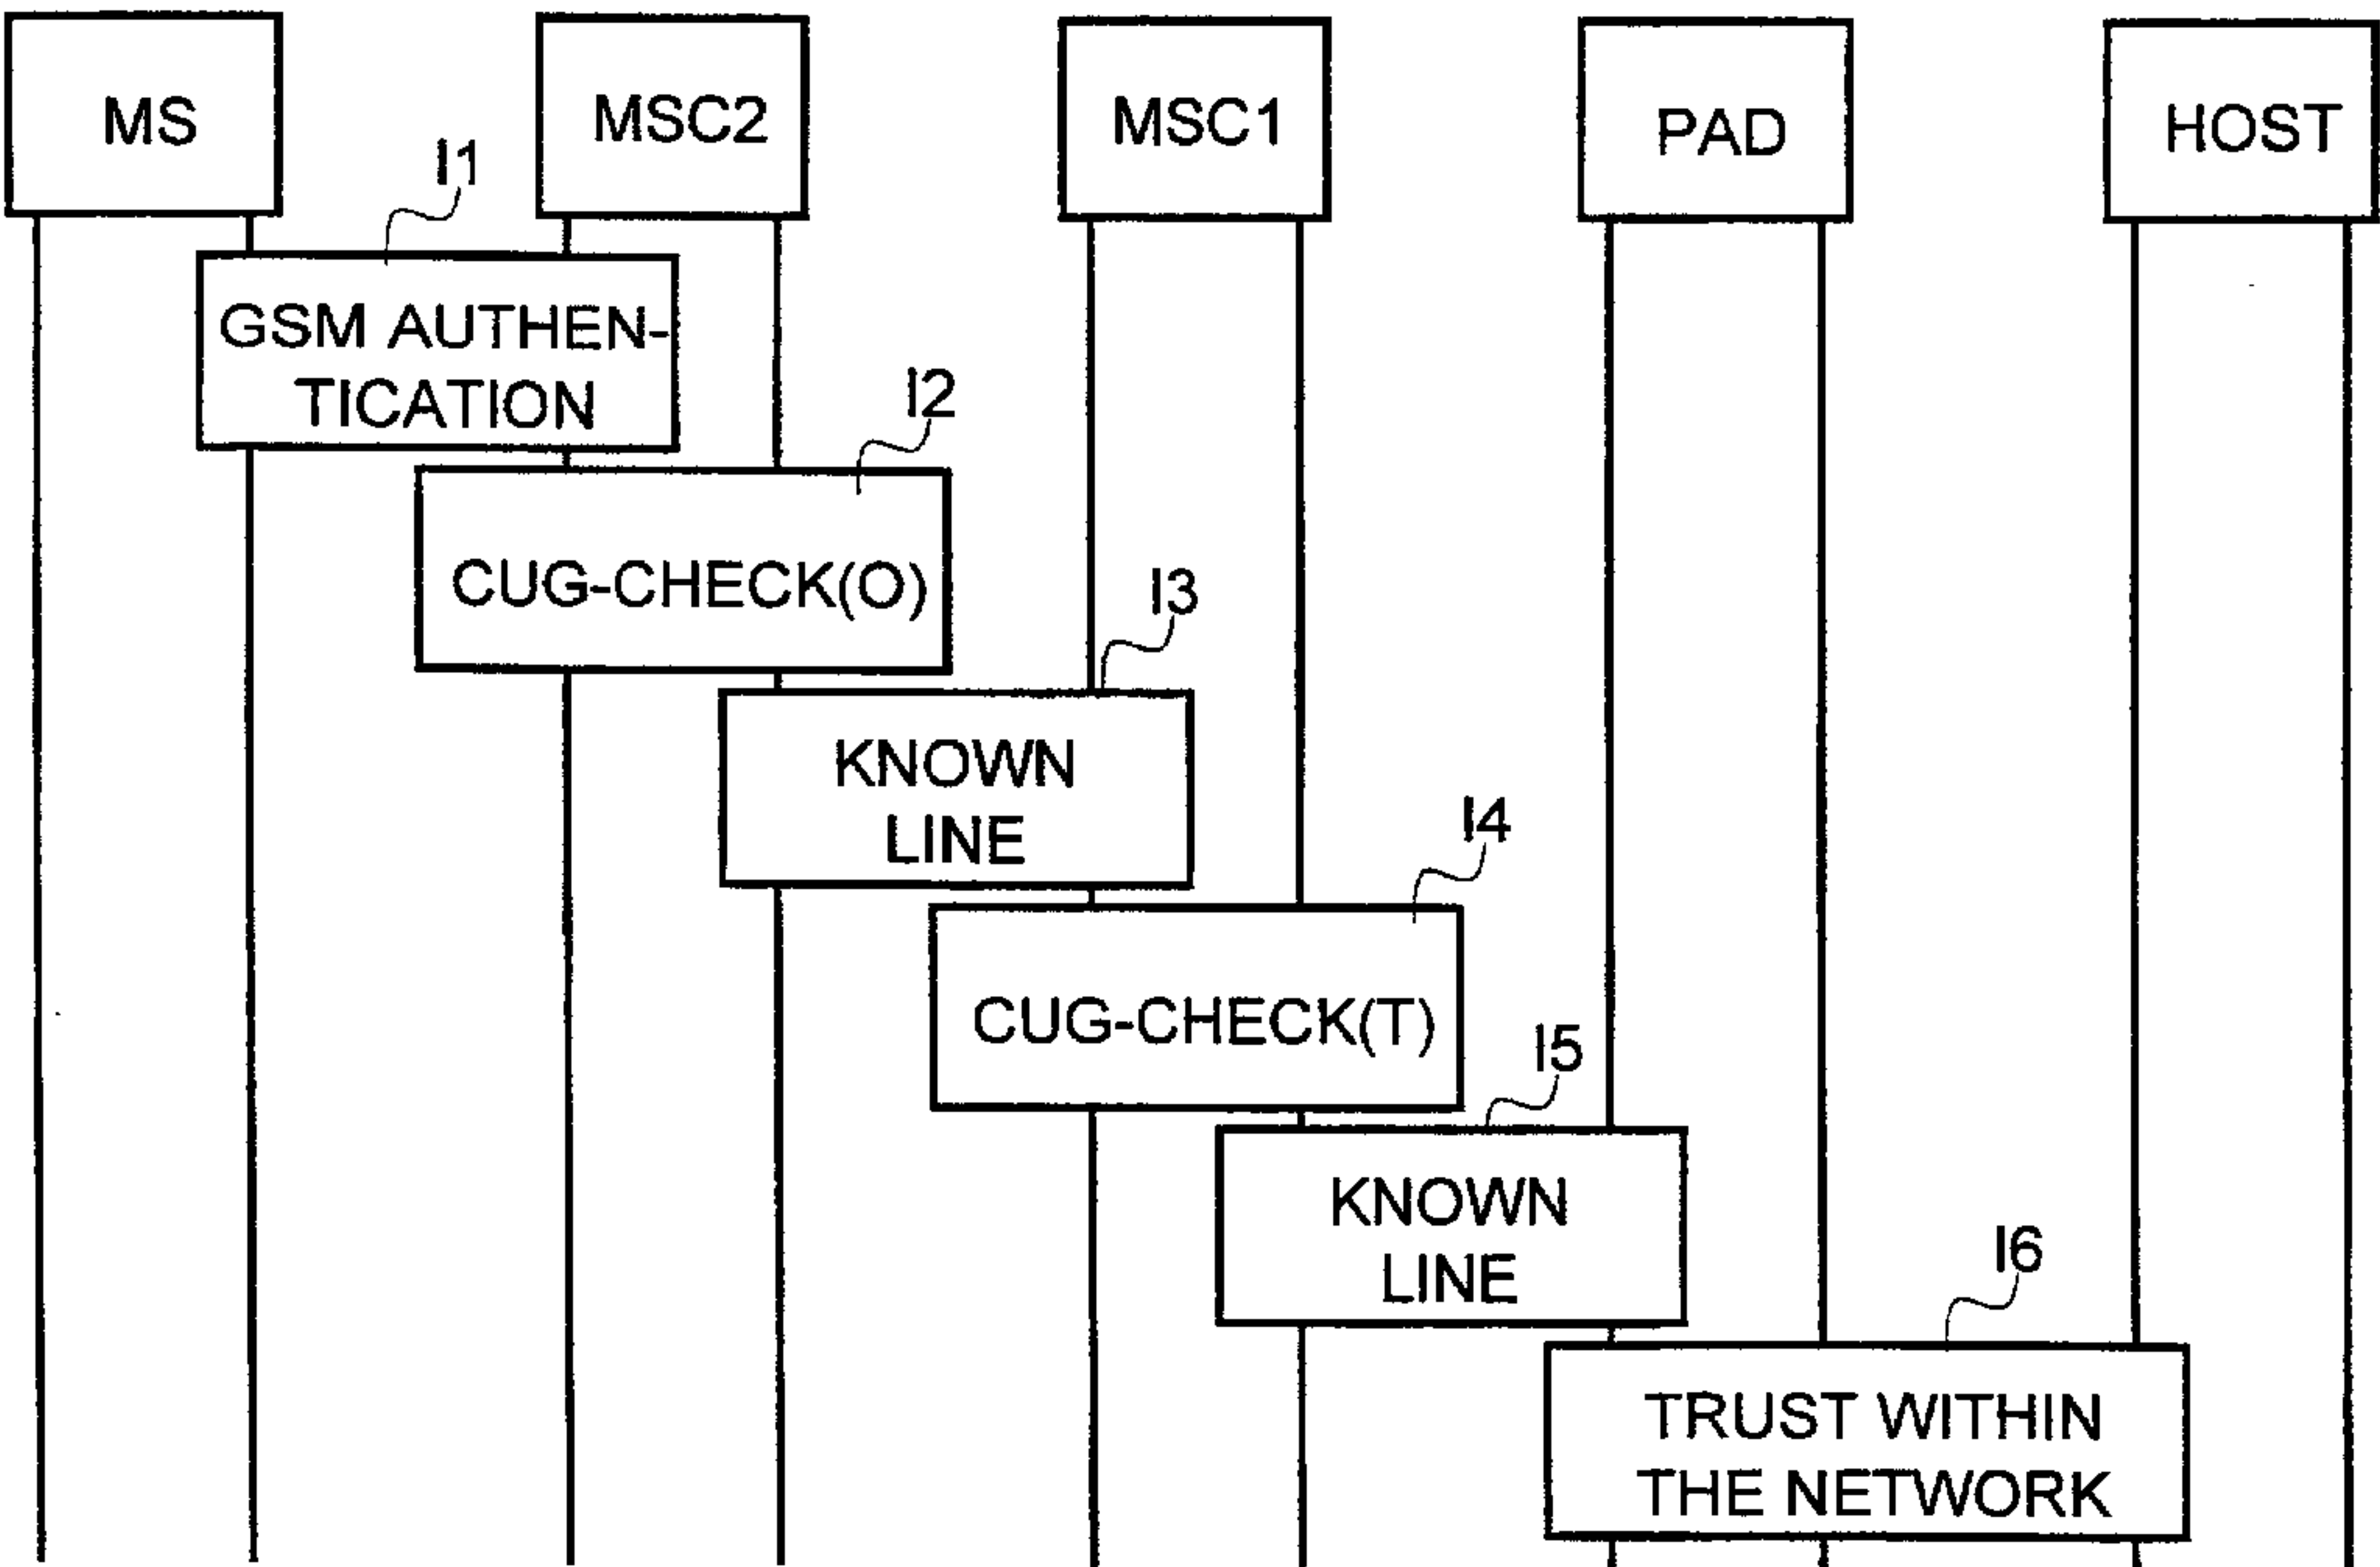 MS
MSC2
MSC1
PAD
HOST
I1
GSM AUTHEN-
TICATION
I2
CUG-CHECK(O)
I3
KNOWN
LINE
I4
CUG-CHECK(T)
I5
KNOWN
LINE
I6
TRUST WITHIN
THE NETWORK